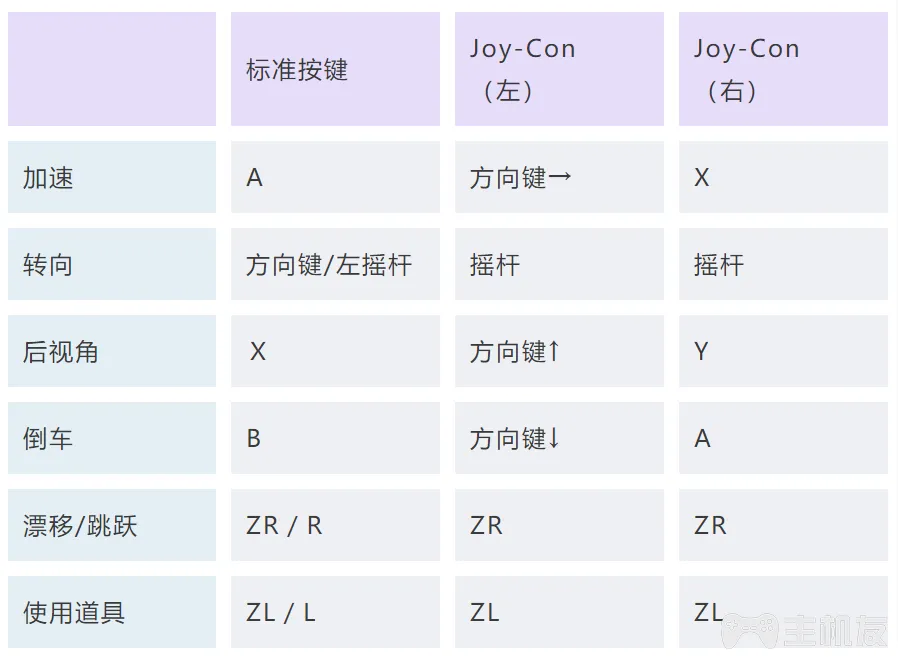 标准按键
Joy-Con
（左）
Joy-Con
（右）
加速
A
方向键→
X
转向
方向键/左摇杆
摇杆
摇杆
后视角
X
方向键↑
Y
倒车
B
方向键↓
A
漂移/跳跃
ZR / R
ZR
ZR
使用道具
ZL / L
ZL
ZL
主机友